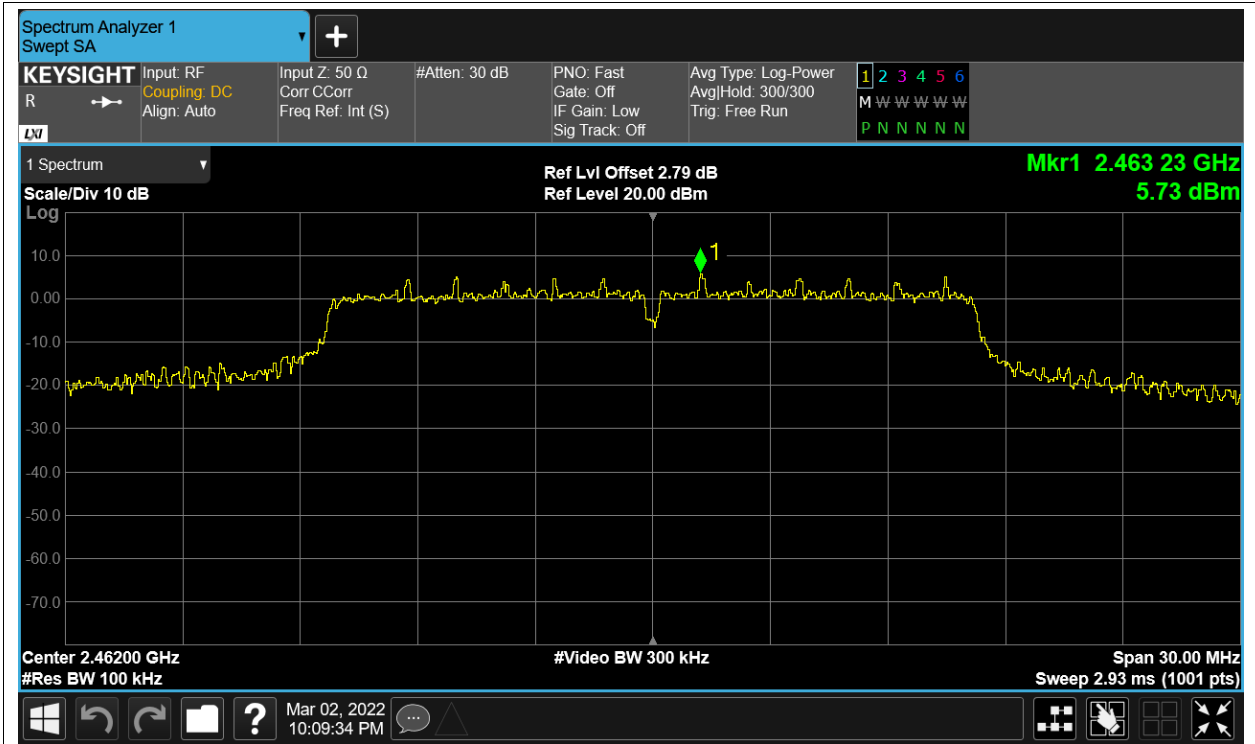 Spectrum Analyzer 1
Swept SA
KEYSIGHT
R
LXI
Input: RF
Coupling: DC
Align: Auto
Input Z: 50 Ω
Corr CCorr
Freq Ref: Int (S)
#Atten: 30 dB
PNO: Fast
Gate: Off
IF Gain: Low
Sig Track: Off
Avg Type: Log-Power
Avg|Hold: 300/300
Trig: Free Run
1 2 3 4 5 6
M W W W W W
P N N N N N
1 Spectrum
Scale/Div 10 dB
Log
Ref Lvl Offset 2.79 dB
Ref Level 20.00 dBm
Mkr1 2.463 23 GHz
5.73 dBm
1
10.0
0.00
-10.0
-20.0
-30.0
-40.0
-50.0
-60.0
-70.0
Center 2.46200 GHz
#Res BW 100 kHz
#Video BW 300 kHz
Span 30.00 MHz
Sweep 2.93 ms (1001 pts)
?
Mar 02, 2022
10:09:34 PM